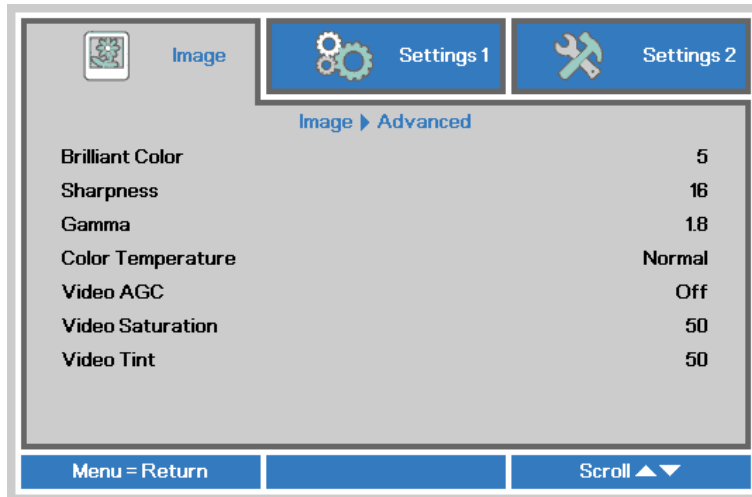 Image Settings 1 Settings 2
Image ▶ Advanced
Brilliant Color 5
Sharpness 16
Gamma 1.8
Color Temperature Normal
Video AGC Off
Video Saturation 50
Video Tint 50
Menu = Return Scroll ▲▼